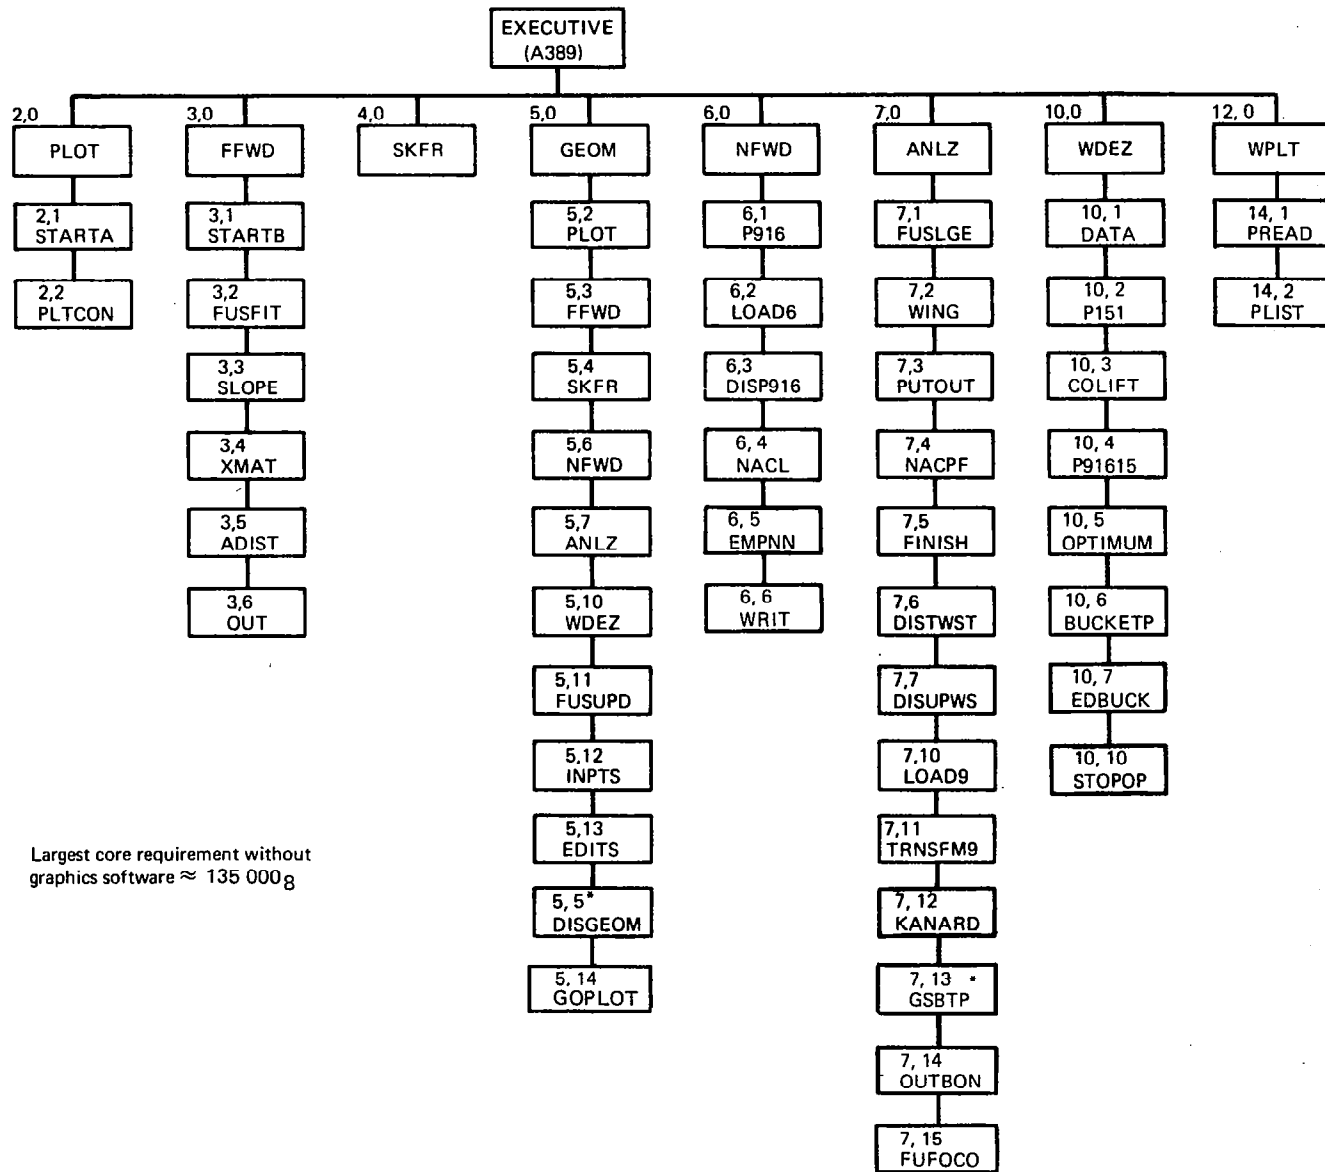 EXECUTIVE
(A389)
2,0
PLOT
2,1
STARTA
2,2
PLTCON
3,0
FFWD
3,1
STARTB
3,2
FUSFIT
3,3
SLOPE
3,4
XMAT
3,5
ADIST
3,6
OUT
4,0
SKFR
5,0
GEOM
5,2
PLOT
5,3
FFWD
5,4
SKFR
5,6
NFWD
5,7
ANLZ
5,10
WDEZ
5,11
FUSUPD
5,12
INPTS
5,13
EDITS
5, 5*
DISGEOM
5, 14
GOPLOT
6,0
NFWD
6,1
P916
6,2
LOAD6
6,3
DISP916
6, 4
NACL
6, 5
EMPNN
6, 6
WRIT
7,0
ANLZ
7,1
FUSLGE
7,2
WING
7,3
PUTOUT
7,4
NACPF
7,5
FINISH
7,6
DISTWST
7,7
DISUPWS
7,10
LOAD9
7,11
TRNSFM9
7, 12
KANARD
7, 13 *
GSBTP
7, 14
OUTBON
7, 15
FUFOCO
10,0
WDEZ
10, 1
DATA
10, 2
P151
10, 3
COLIFT
10, 4
P91615
10, 5
OPTIMUM
10, 6
BUCKETP
10, 7
EDBUCK
10, 10
STOPOP
12, 0
WPLT
14, 1
PREAD
14, 2
PLIST
Largest core requirement without
graphics software ≈ 135 000₈